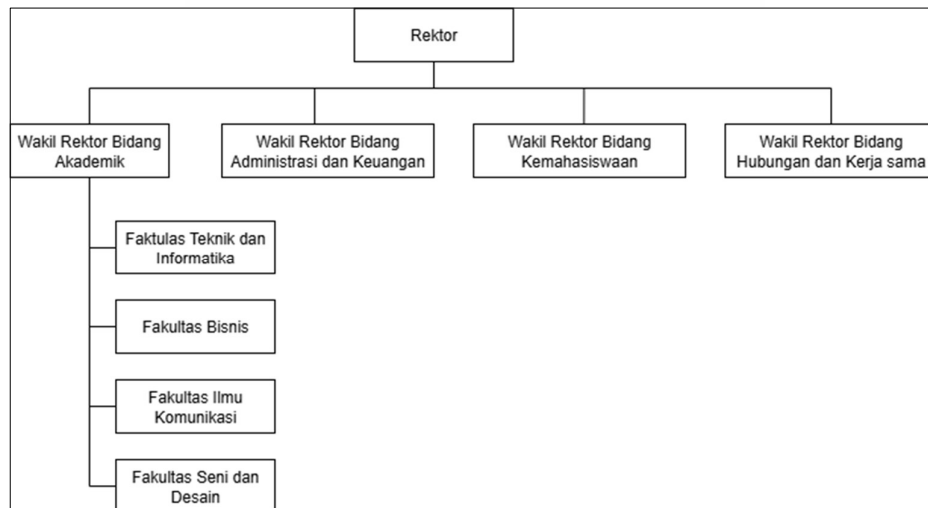 Rektor
Wakil Rektor Bidang
Akademik
Wakil Rektor Bidang
Administrasi dan Keuangan
Wakil Rektor Bidang
Kemahasiswaan
Wakil Rektor Bidang
Hubungan dan Kerja sama
Faktulas Teknik dan
Informatika
Fakultas Bisnis
Fakultas Ilmu
Komunikasi
Fakultas Seni dan
Desain